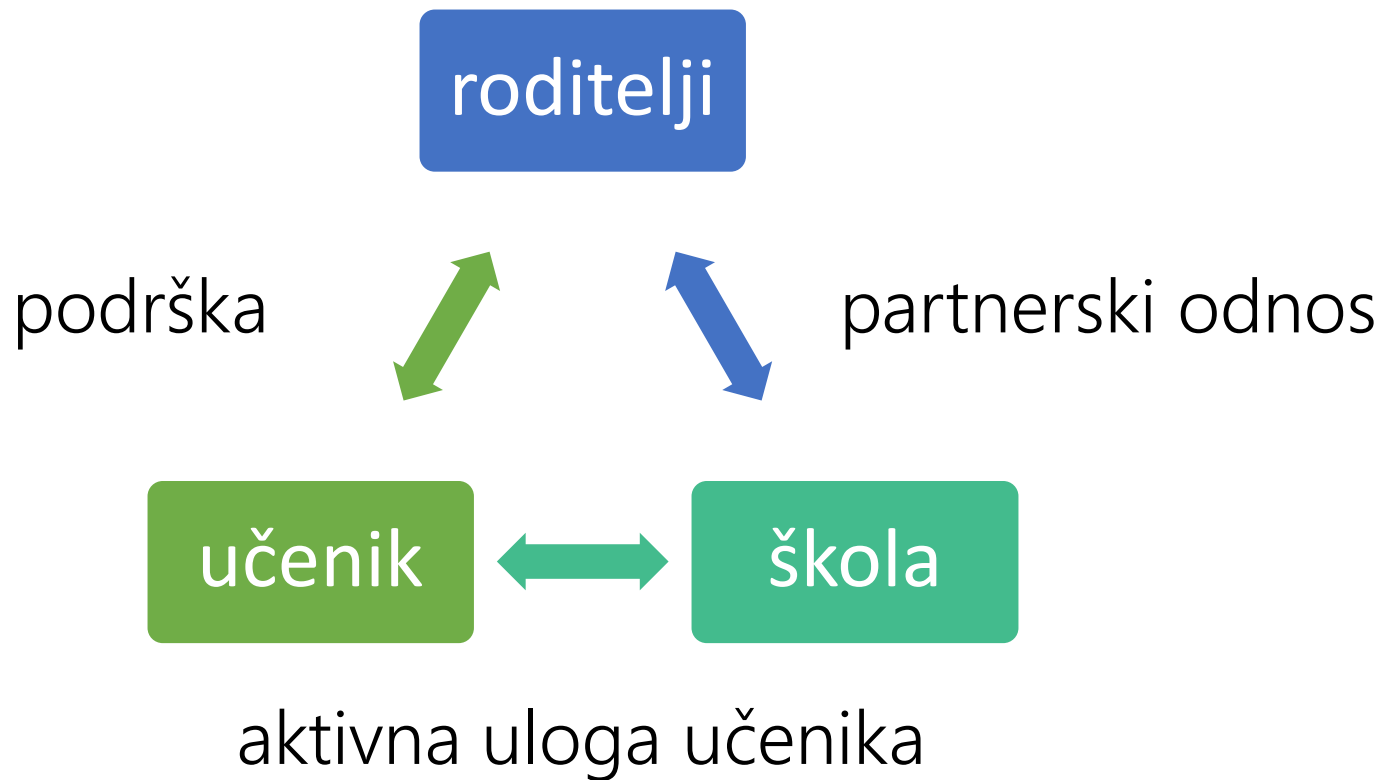 roditelji
podrška
partnerski odnos
učenik
škola
aktivna uloga učenika